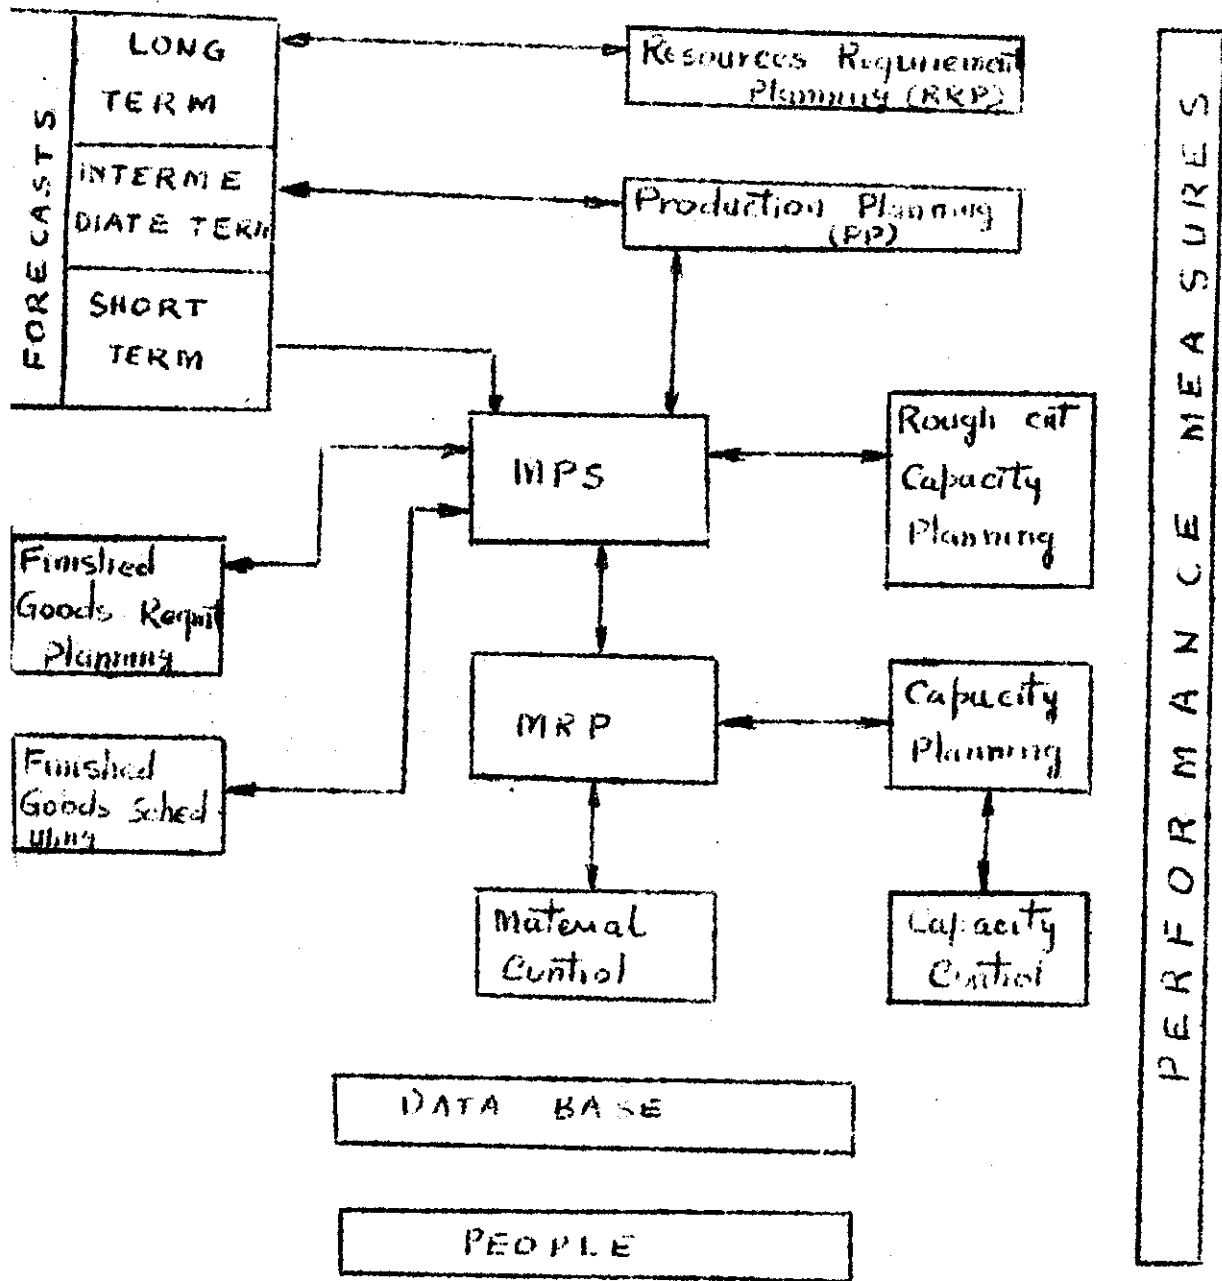 FORECASTS
LONG
TERM
INTERME
DIATE TERM
SHORT
TERM
Resources Requirement
Planning (RRP)
Production Planning
(PP)
MPS
Rough cut
Capacity
Planning
Finished
Goods Reqmt
Planning
MRP
Capacity
Planning
Finished
Goods Sched
uling
Material
Control
Capacity
Control
DATA BASE
PEOPLE
PERFORMANCE MEASURES